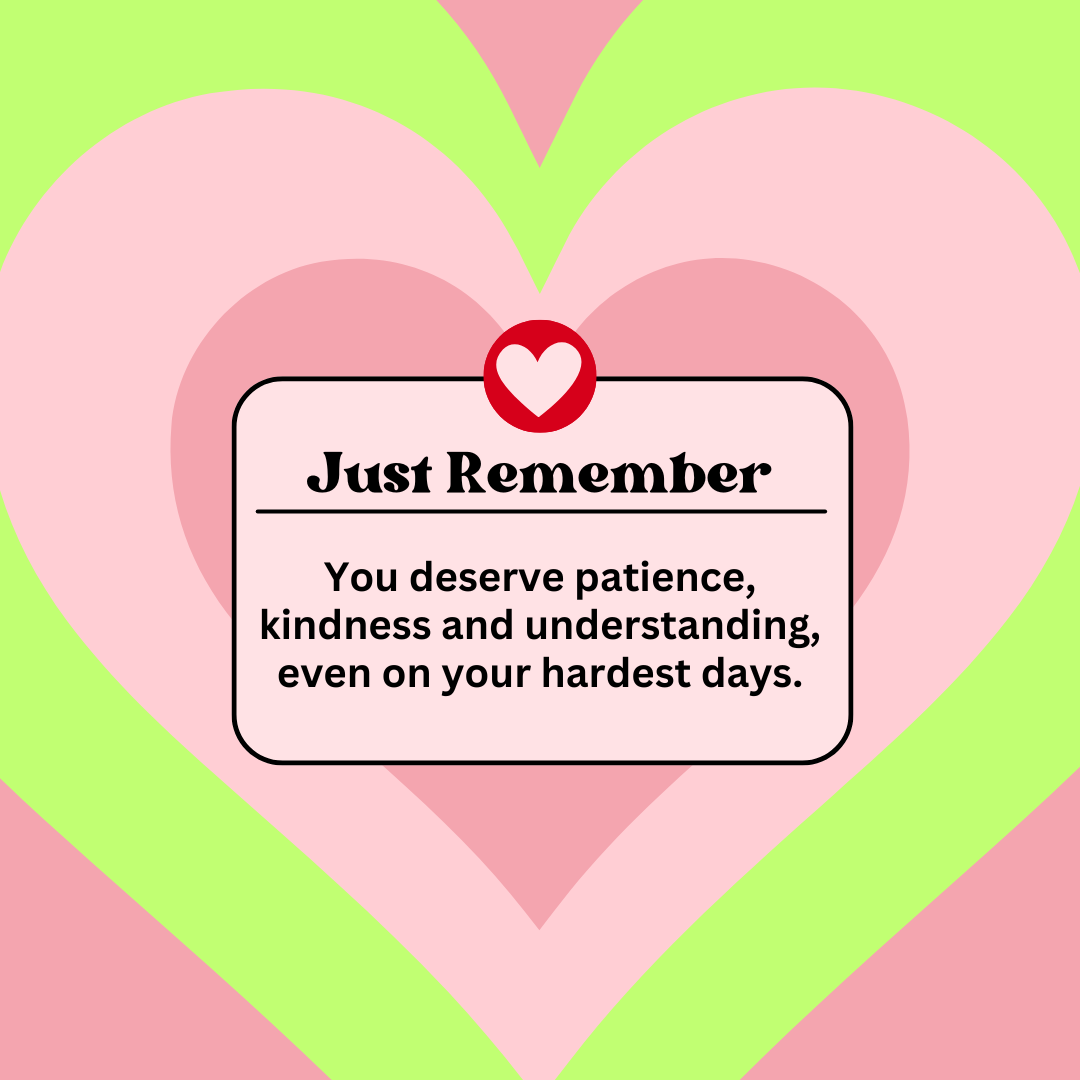 Just Remember
You deserve patience,
kindness and understanding,
even on your hardest days.